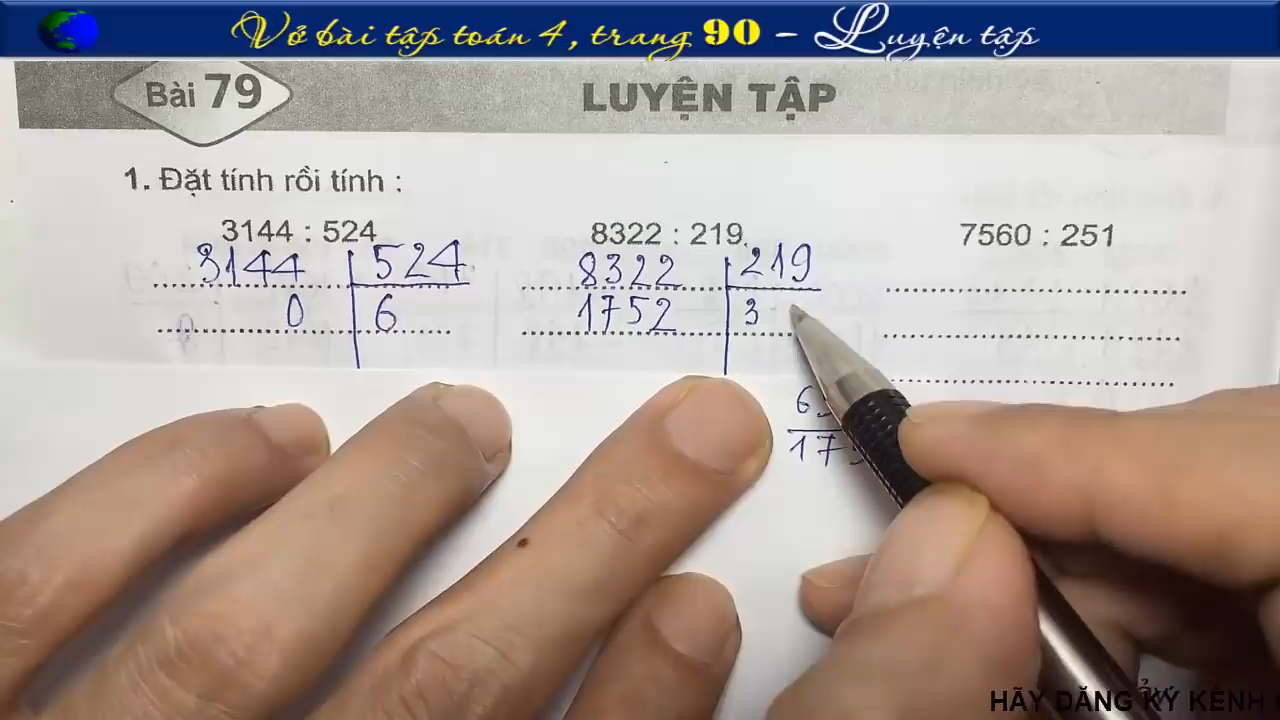 Vở bài tập toán 4, trang 90 - Luyện tập
Bài 79
LUYỆN TẬP
1. Đặt tính rồi tính :
3144 : 524
8322 : 219
7560 : 251
3144 524
0 6
8322 219
1752 3
HÃY ĐĂNG KÝ KÊNH